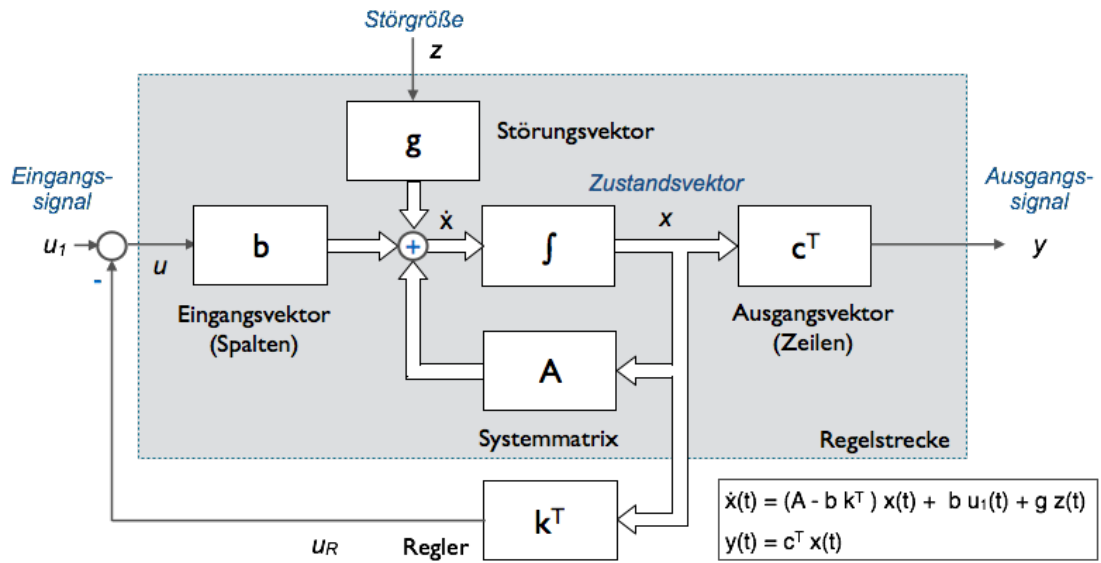 Störgröße
z
g
Störungsvektor
Eingangs-
signal
Zustandsvektor
Ausgangs-
signal
u₁
-
u
b
+
ẋ
∫
x
cᵀ
y
Eingangsvektor
(Spalten)
Ausgangsvektor
(Zeilen)
A
Systemmatrix
Regelstrecke
kᵀ
u_R
Regler
ẋ(t) = (A - b kᵀ ) x(t) + b u₁(t) + g z(t)
y(t) = cᵀ x(t)